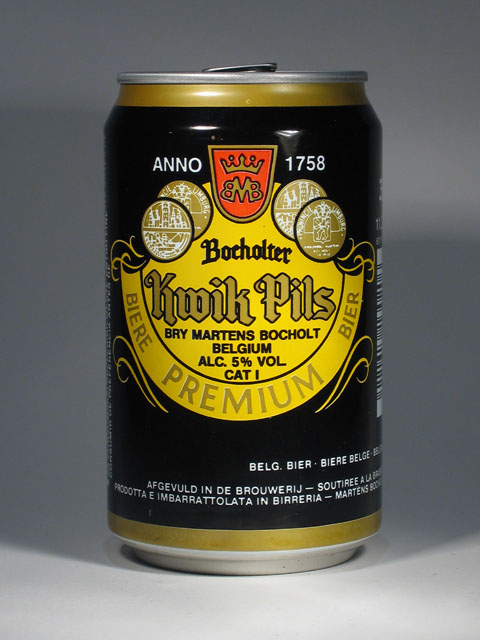 ANNO 1758
BMB
Bocholter
Kwik Pils
BIERE BIER
BRY MARTENS BOCHOLT
BELGIUM
ALC. 5% VOL
CAT I
PREMIUM
BELG. BIER · BIERE BELGE ·
AFGEVULD IN DE BROUWERIJ — SOUTIREE A LA
PRODOTTA E IMBARRATTOLATA IN BIRRERIA — MARTENS